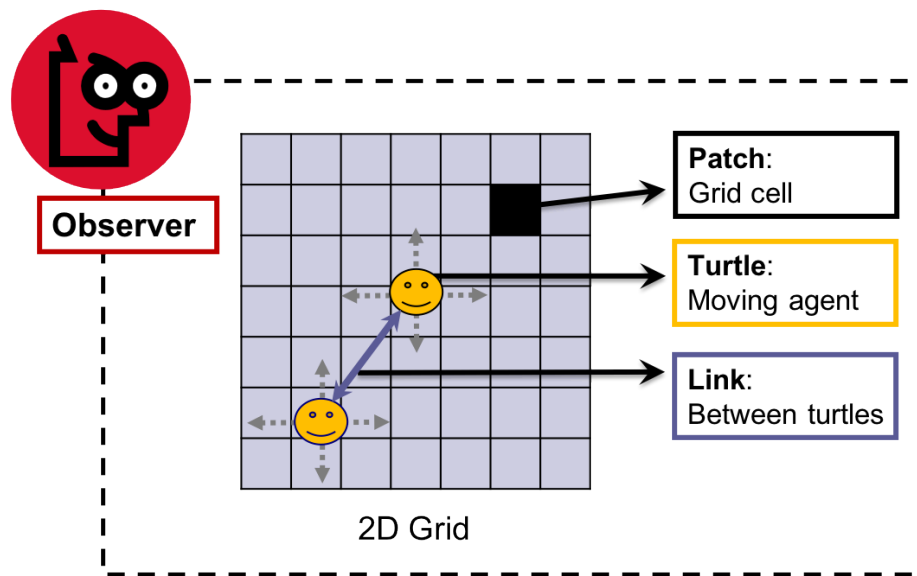 Observer
Patch:
Grid cell
Turtle:
Moving agent
Link:
Between turtles
2D Grid